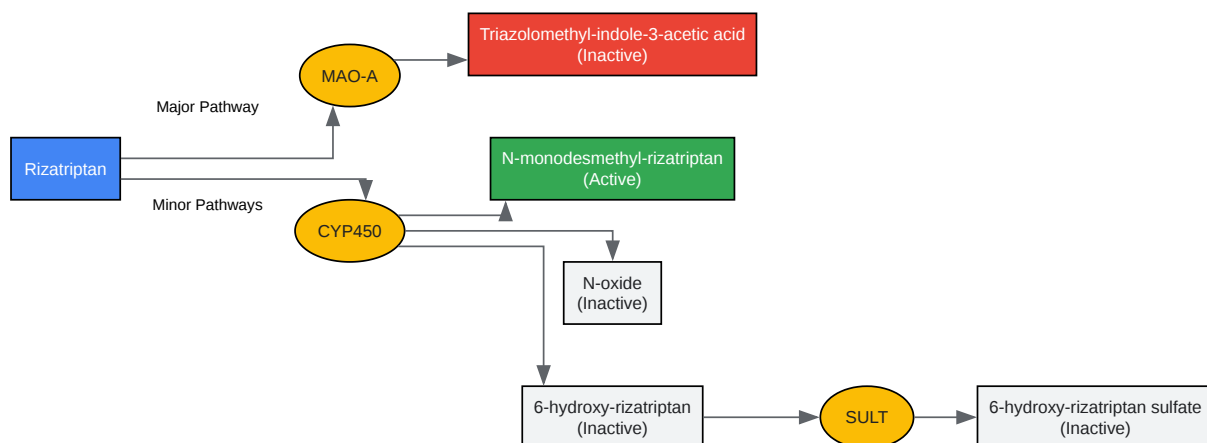 Triazolomethyl-indole-3-acetic acid
(Inactive)
MAO-A
Major Pathway
Rizatriptan
N-monodesmethyl-rizatriptan
(Active)
Minor Pathways
CYP450
N-oxide
(Inactive)
6-hydroxy-rizatriptan
(Inactive)
SULT
6-hydroxy-rizatriptan sulfate
(Inactive)